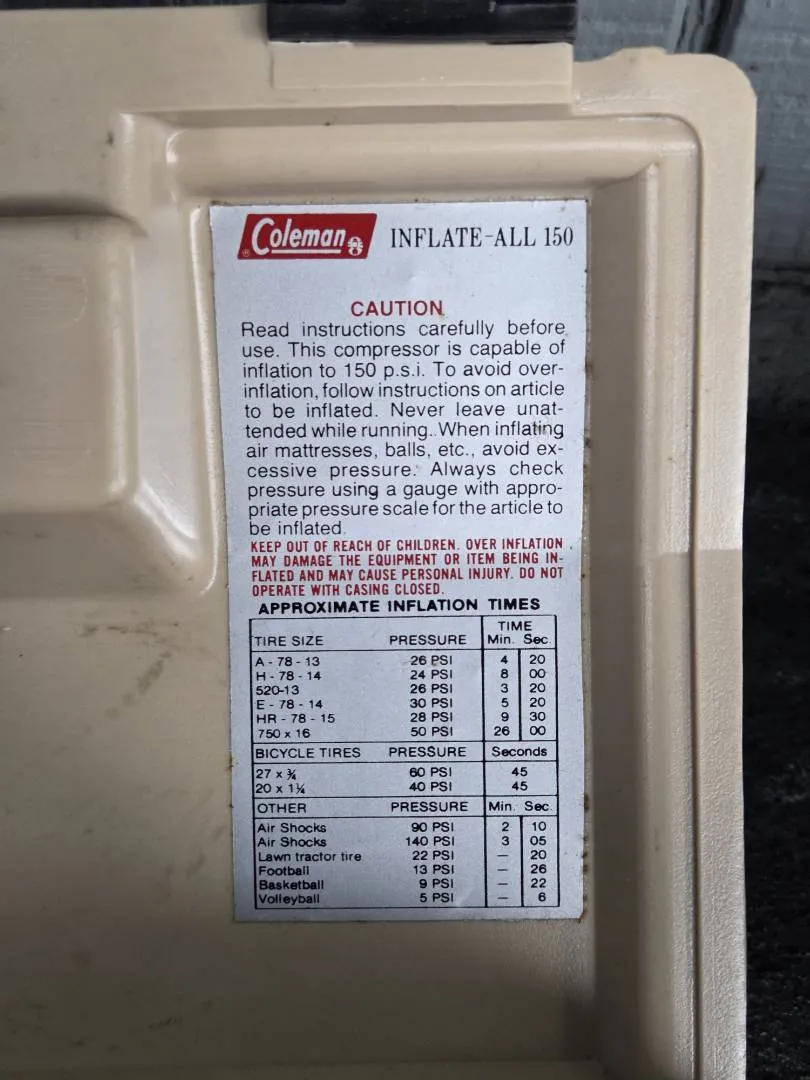 Coleman ® INFLATE-ALL 150
CAUTION
Read instructions carefully before
use. This compressor is capable of
inflation to 150 p.s.i. To avoid over-
inflation, follow instructions on article
to be inflated. Never leave unat-
tended while running. When inflating
air mattresses, balls, etc., avoid ex-
cessive pressure. Always check
pressure using a gauge with appro-
priate pressure scale for the article to
be inflated.
KEEP OUT OF REACH OF CHILDREN. OVER INFLATION
MAY DAMAGE THE EQUIPMENT OR ITEM BEING IN-
FLATED AND MAY CAUSE PERSONAL INJURY. DO NOT
OPERATE WITH CASING CLOSED.
APPROXIMATE INFLATION TIMES
TIME
TIRE SIZE PRESSURE Min. Sec.
A - 78 - 13 26 PSI 4 20
H - 78 - 14 24 PSI 8 00
520-13 26 PSI 3 20
E - 78 - 14 30 PSI 5 20
HR - 78 - 15 28 PSI 9 30
750 x 16 50 PSI 26 00
BICYCLE TIRES PRESSURE Seconds
27 x ¾ 60 PSI 45
20 x 1¼ 40 PSI 45
OTHER PRESSURE Min. Sec.
Air Shocks 90 PSI 2 10
Air Shocks 140 PSI 3 05
Lawn tractor tire 22 PSI — 20
Football 13 PSI — 26
Basketball 9 PSI — 22
Volleyball 5 PSI — 6